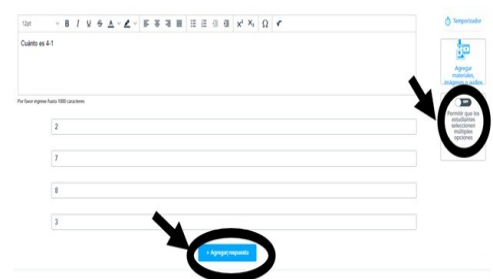 12pt
Temporizador
Cuánto es 4-1
Agregar
materiales,
imágenes o audios
Por favor ingrese hasta 1000 caracteres
Permitir que los
estudiantes
seleccionen
múltiples
opciones
2
7
8
3
+ Agregar respuesta